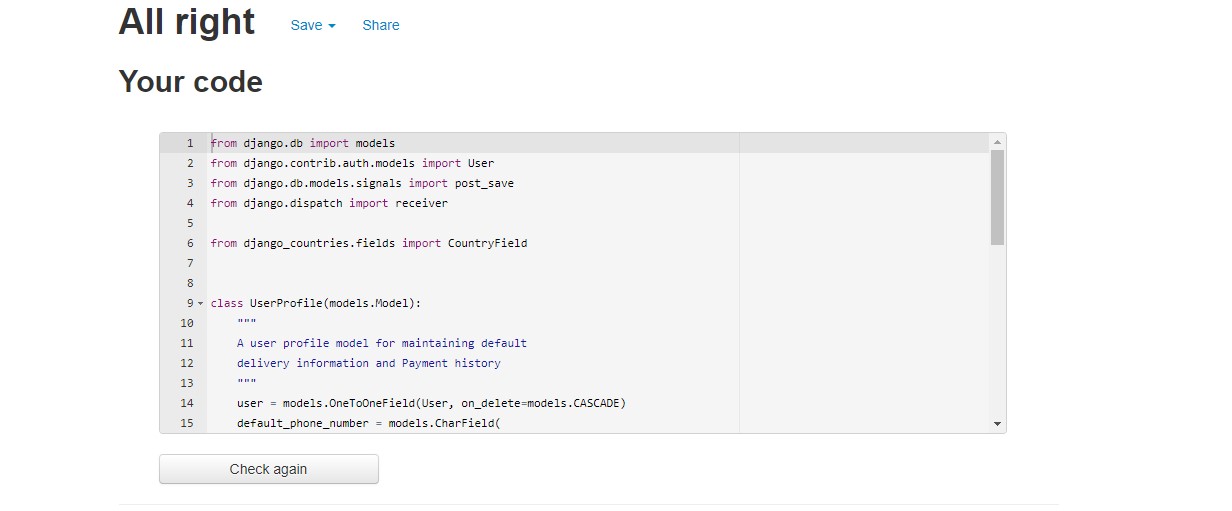 All right Save Share
Your code
1 from django.db import models
2 from django.contrib.auth.models import User
3 from django.db.models.signals import post_save
4 from django.dispatch import receiver
5
6 from django_countries.fields import CountryField
7
8
9 class UserProfile(models.Model):
10     """
11     A user profile model for maintaining default
12     delivery information and Payment history
13     """
14     user = models.OneToOneField(User, on_delete=models.CASCADE)
15     default_phone_number = models.CharField(
Check again